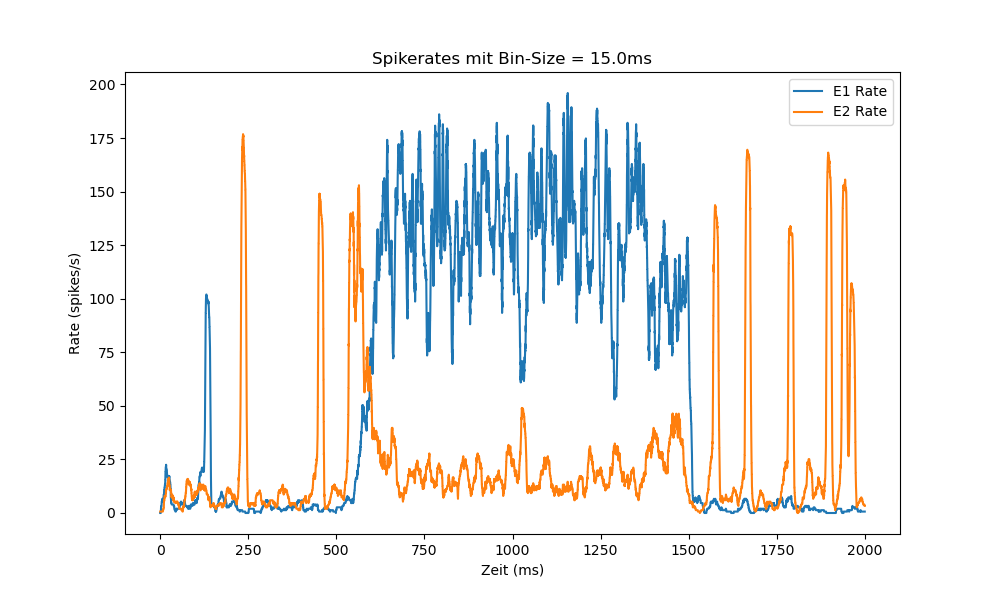 Spikerates mit Bin-Size = 15.0ms
E1 Rate
E2 Rate
200
175
150
125
100
75
50
25
0
Rate (spikes/s)
0 250 500 750 1000 1250 1500 1750 2000
Zeit (ms)